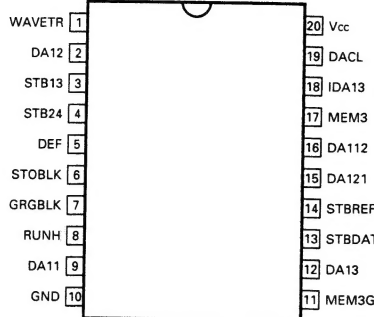 WAVETR 1
DA12 2
STB13 3
STB24 4
DEF 5
STOBLK 6
GRGBLK 7
RUNH 8
DA11 9
GND 10
20 Vcc
19 DACL
18 IDA13
17 MEM3
16 DA112
15 DA121
14 STBREF
13 STBDAT
12 DA13
11 MEM3G